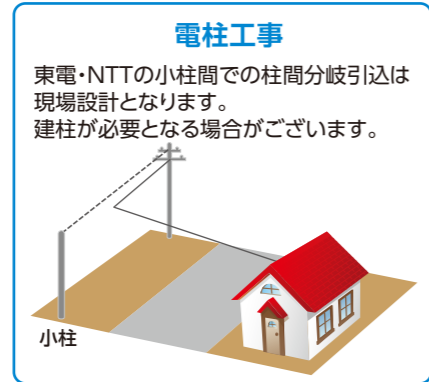 電柱工事
東電・NTTの小柱間での柱間分岐引込は
現場設計となります。
建柱が必要となる場合がございます。
小柱